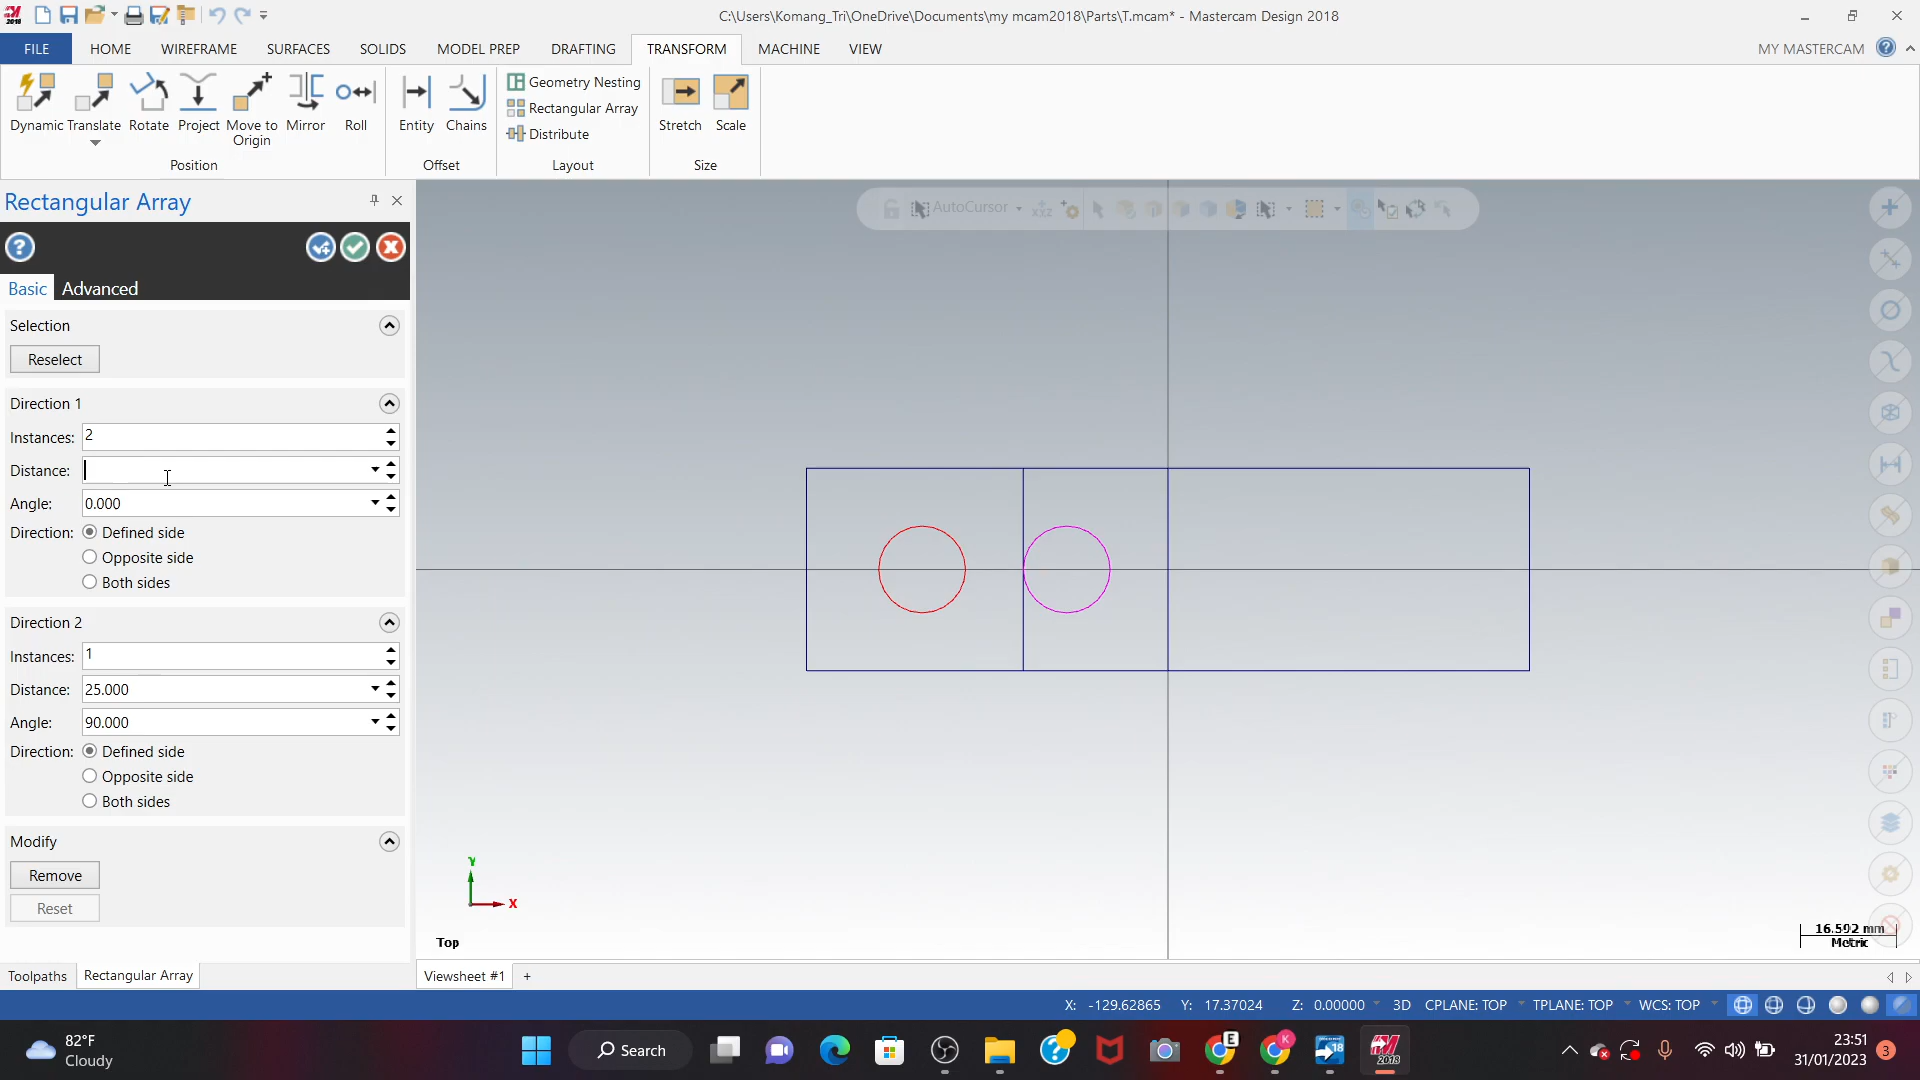 2018
C:\Users\Komang_Tri\OneDrive\Documents\my mcam2018\Parts\T.mcam* - Mastercam Design 2018
FILE HOME WIREFRAME SURFACES SOLIDS MODEL PREP DRAFTING TRANSFORM MACHINE VIEW MY MASTERCAM
Dynamic Translate Rotate Project Move to Origin Mirror Roll
Position
Entity Chains
Offset
Geometry Nesting
Rectangular Array
Distribute
Layout
Stretch Scale
Size
Rectangular Array
Basic Advanced
Selection
Reselect
Direction 1
Instances: 2
Distance:
Angle: 0.000
Direction: Defined side
Opposite side
Both sides
Direction 2
Instances: 1
Distance: 25.000
Angle: 90.000
Direction: Defined side
Opposite side
Both sides
Modify
Remove
Reset
Toolpaths Rectangular Array
AutoCursor
XYZ
Y
X
Top
16.592 mm
Metric
Viewsheet #1 +
X: -129.62865 Y: 17.37024 Z: 0.00000 3D CPLANE: TOP TPLANE: TOP WCS: TOP
82°F
Cloudy
Search
E
K
18
2018
23:51
31/01/2023
3